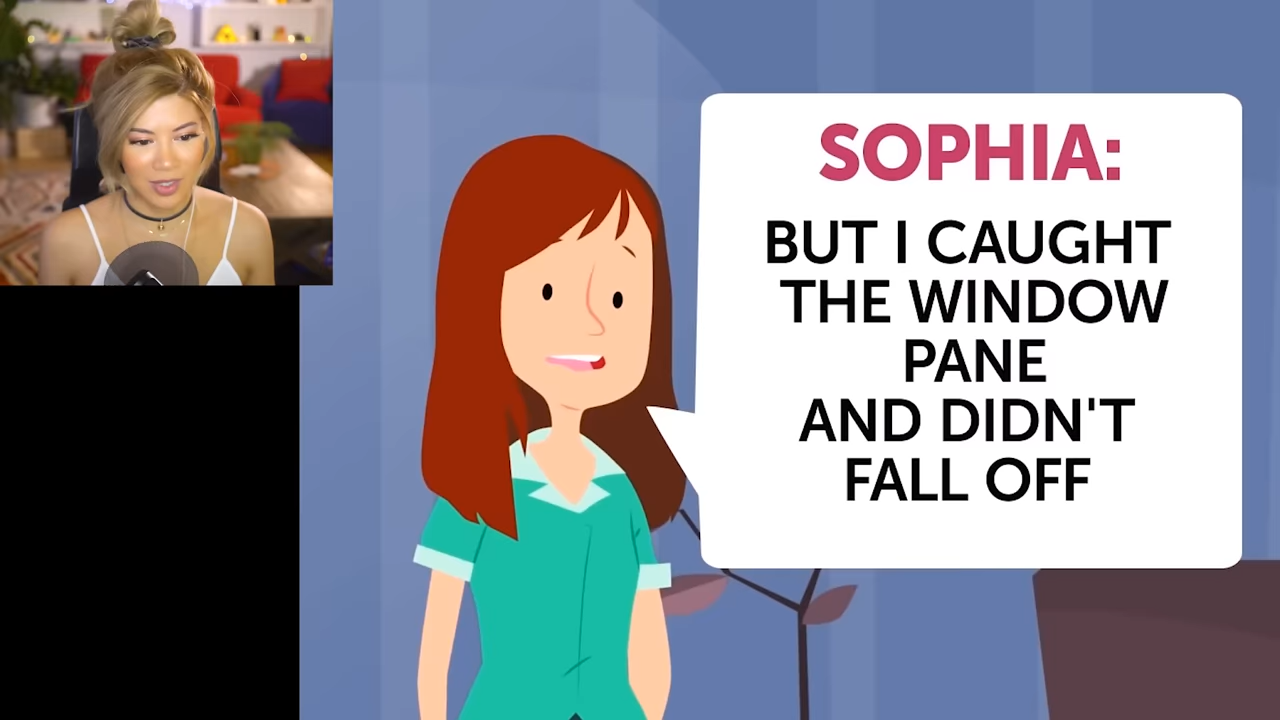 SOPHIA:
BUT I CAUGHT
THE WINDOW
PANE
AND DIDN'T
FALL OFF